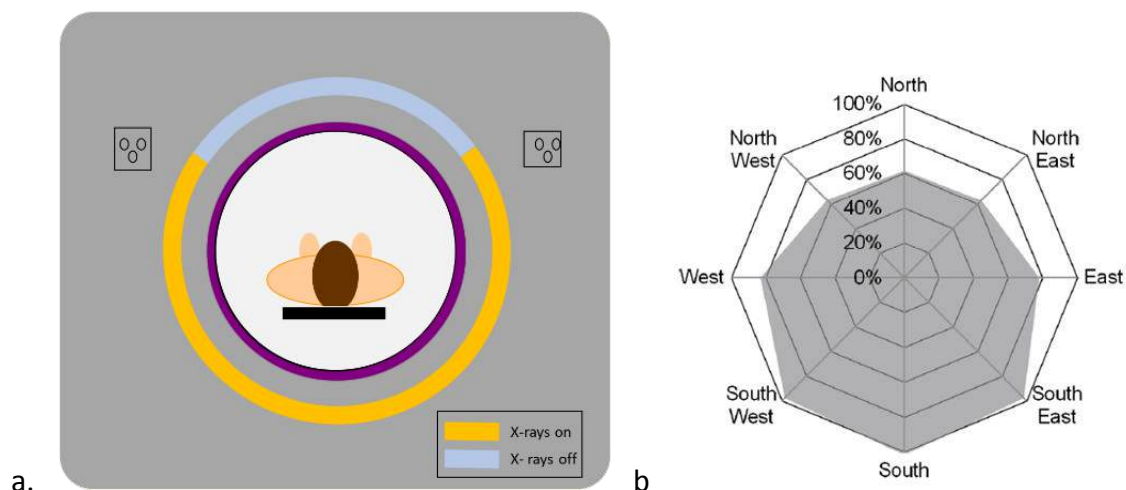 a.
X-rays on
X- rays off
b
North
100%
80%
60%
40%
20%
0%
North
West
North
East
West
East
South
West
South
East
South